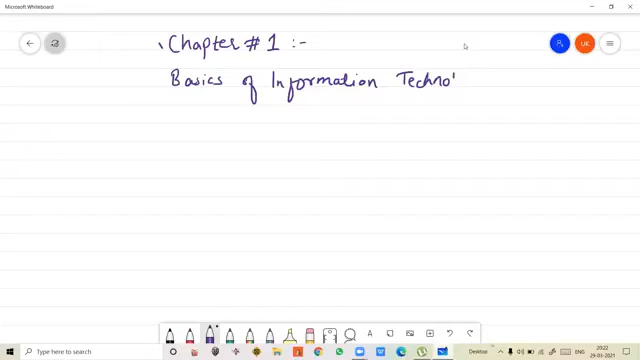 Microsoft Whiteboard
UK
Chapter # 1 :-
Basics of Information Techno
A
Type here to search
Desktop
ENG
20:22
29-03-2021